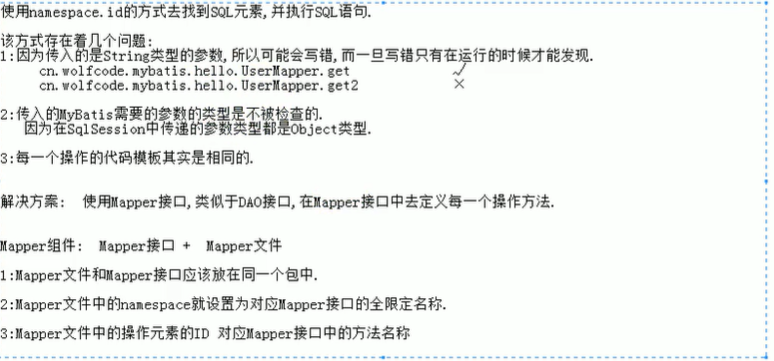 使用namespace.id的方式去找到SQL元素,并执行SQL语句.
该方式存在着几个问题:
1:因为传入的是String类型的参数,所以可能会写错,而一旦写错只有在运行的时候才能发现.
cn.wolfcode.mybatis.hello.UserMapper.get ✓
cn.wolfcode.mybatis.hello.UserMapper.get2 ×
2:传入的MyBatis需要的参数的类型是不被检查的.
因为在SqlSession中传递的参数类型都是Object类型.
3:每一个操作的代码模板其实是相同的.
解决方案: 使用Mapper接口,类似于DAO接口,在Mapper接口中去定义每一个操作方法.
Mapper组件: Mapper接口 + Mapper文件
1:Mapper文件和Mapper接口应该放在同一个包中.
2:Mapper文件中的namespace就设置为对应Mapper接口的全限定名称.
3:Mapper文件中的操作元素的ID 对应Mapper接口中的方法名称